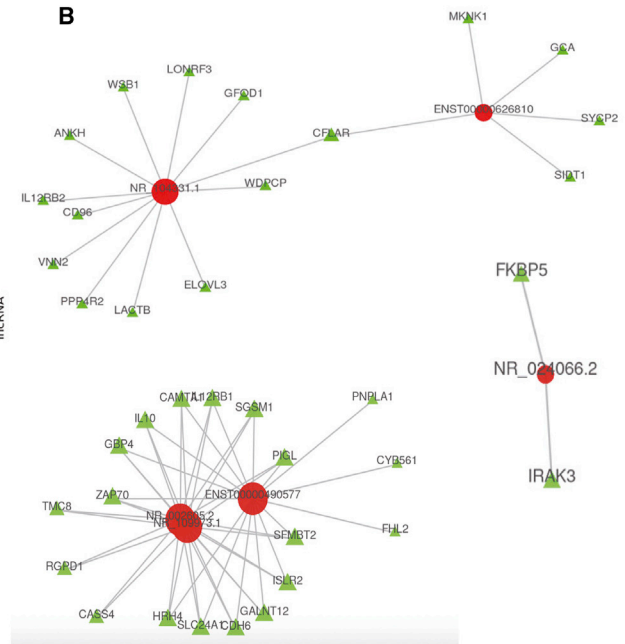 B
MKNK1
GCA
LONRF3
WSB1
GFOD1
ENST00000626810
SYCP2
ANKH
CFLAR
SIDT1
WDPCP
IL12RB2
CD96
VNN2
ELOVL3
PPP4R2
LACTB
lncRNA
FKBP5
NR_024066.2
IRAK3
CAMTA1
IL12RB1
SGSM1
PNPLA1
IL10
GBP4
PIGL
CYB561
ZAP70
ENST00000490577
TMC8
FHL2
SFMBT2
RGPD1
ISLR2
CASS4
HRH4
GALNT12
SLC24A1
CDH6